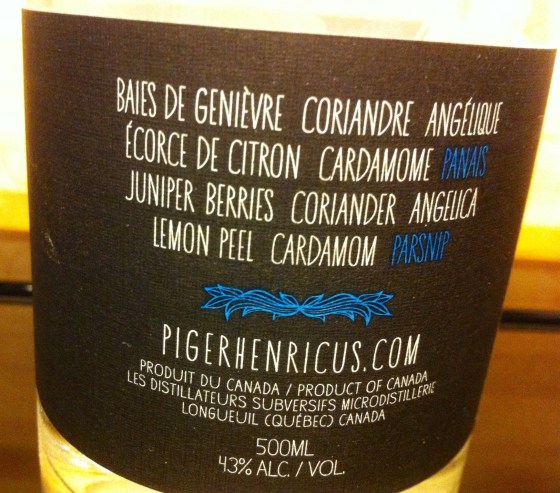 BAIES DE GENIÈVRE CORIANDRE ANGÉLIQUE
ÉCORCE DE CITRON CARDAMOME PANAIS
JUNIPER BERRIES CORIANDER ANGELICA
LEMON PEEL CARDAMOM PARSNIP
PIGERHENRICUS.COM
PRODUIT DU CANADA / PRODUCT OF CANADA
LES DISTILLATEURS SUBVERSIFS MICRODISTILLERIE
LONGUEUIL (QUÉBEC) CANADA
500ML
43% ALC. / VOL.